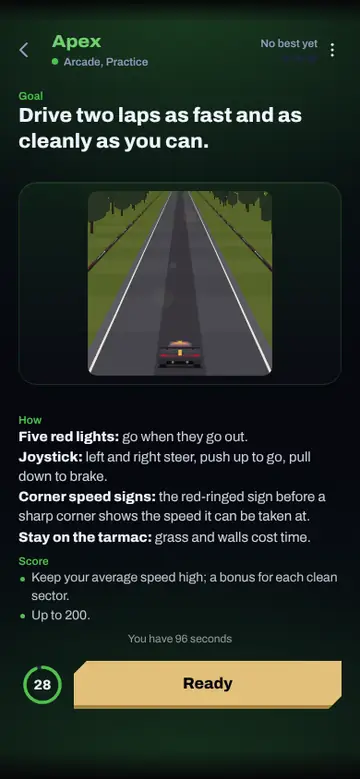 Apex
Arcade, Practice
No best yet
Goal
Drive two laps as fast and as
cleanly as you can.
How
Five red lights: go when they go out.
Joystick: left and right steer, push up to go, pull
down to brake.
Corner speed signs: the red-ringed sign before a
sharp corner shows the speed it can be taken at.
Stay on the tarmac: grass and walls cost time.
Score
Keep your average speed high; a bonus for each clean
sector.
Up to 200.
You have 96 seconds
28
Ready